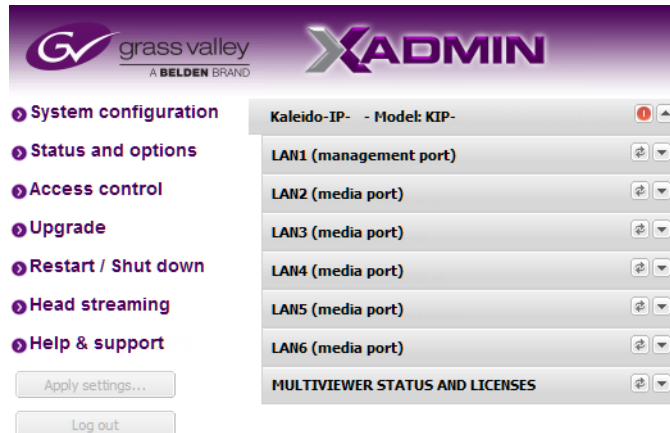 GV grass valley
A BELDEN BRAND
XADMIN
System configuration
Status and options
Access control
Upgrade
Restart / Shut down
Head streaming
Help & support
Apply settings...
Log out
Kaleido-IP- - Model: KIP-
LAN1 (management port)
LAN2 (media port)
LAN3 (media port)
LAN4 (media port)
LAN5 (media port)
LAN6 (media port)
MULTIVIEWER STATUS AND LICENSES